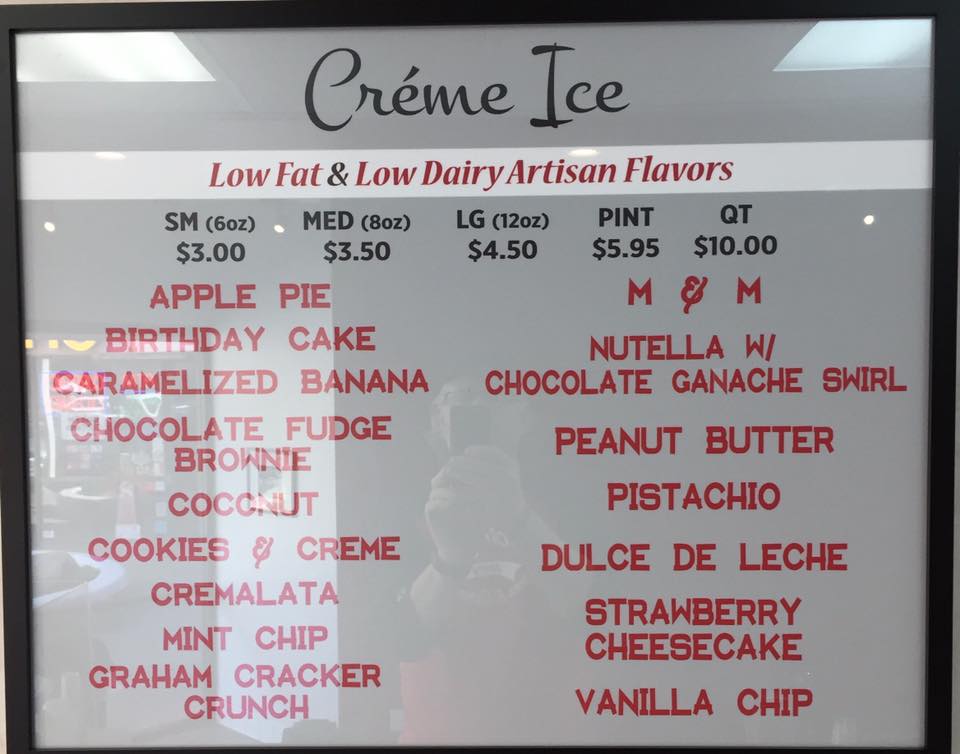 Créme Ice
Low Fat & Low Dairy Artisan Flavors
SM (6oz) MED (8oz) LG (12oz) PINT QT
$3.00 $3.50 $4.50 $5.95 $10.00
APPLE PIE
BIRTHDAY CAKE
CARAMELIZED BANANA
CHOCOLATE FUDGE
BROWNIE
COCONUT
COOKIES & CREME
CREMALATA
MINT CHIP
GRAHAM CRACKER
CRUNCH
M & M
NUTELLA W/
CHOCOLATE GANACHE SWIRL
PEANUT BUTTER
PISTACHIO
DULCE DE LECHE
STRAWBERRY
CHEESECAKE
VANILLA CHIP